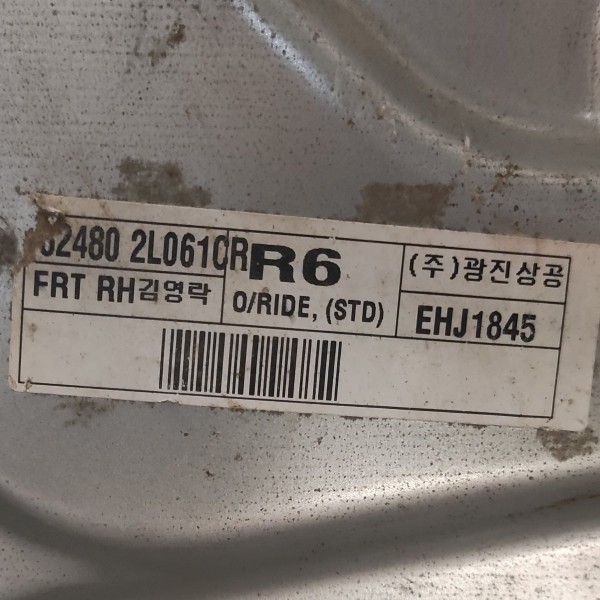 82480 2L061CR
R6
(주)광진상공
FRT RH김영락
O/RIDE, (STD)
EHJ1845